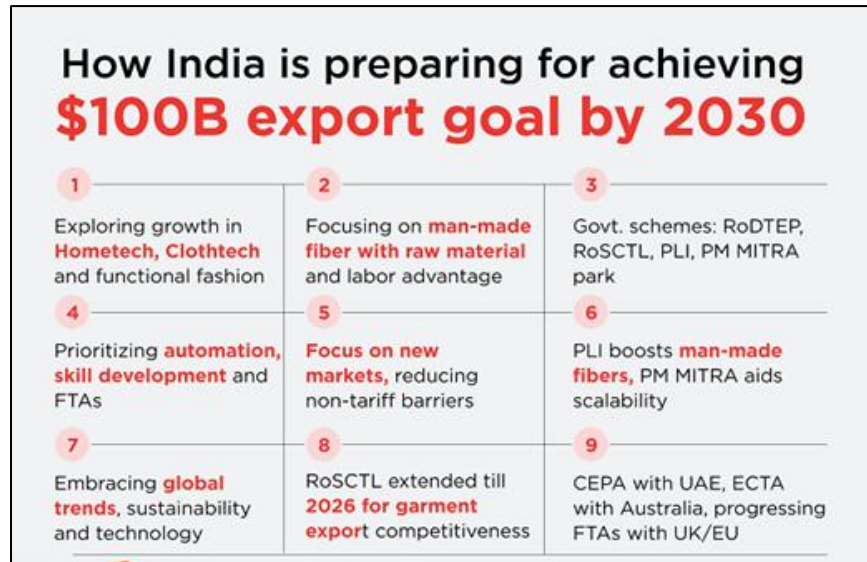 How India is preparing for achieving
$100B export goal by 2030
1
Exploring growth in
Hometech, Clothtech
and functional fashion
2
Focusing on man-made
fiber with raw material
and labor advantage
3
Govt. schemes: RoDTEP,
RoSCTL, PLI, PM MITRA
park
4
Prioritizing automation,
skill development and
FTAs
5
Focus on new
markets, reducing
non-tariff barriers
6
PLI boosts man-made
fibers, PM MITRA aids
scalability
7
Embracing global
trends, sustainability
and technology
8
RoSCTL extended till
2026 for garment
export competitiveness
9
CEPA with UAE, ECTA
with Australia, progressing
FTAs with UK/EU